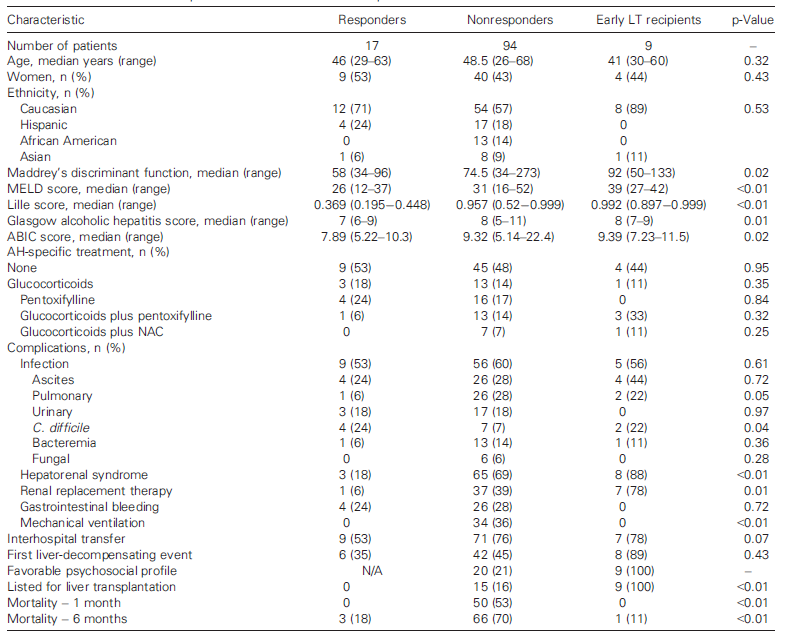 Characteristic Responders Nonresponders Early LT recipients p-Value
Number of patients 17 94 9 –
Age, median years (range) 46 (29–63) 48.5 (26–68) 41 (30–60) 0.32
Women, n (%) 9 (53) 40 (43) 4 (44) 0.43
Ethnicity, n (%)
Caucasian 12 (71) 54 (57) 8 (89) 0.53
Hispanic 4 (24) 17 (18) 0
African American 0 13 (14) 0
Asian 1 (6) 8 (9) 1 (11)
Maddrey's discriminant function, median (range) 58 (34–96) 74.5 (34–273) 92 (50–133) 0.02
MELD score, median (range) 26 (12–37) 31 (16–52) 39 (27–42) <0.01
Lille score, median (range) 0.369 (0.195–0.448) 0.957 (0.52–0.999) 0.992 (0.897–0.999) <0.01
Glasgow alcoholic hepatitis score, median (range) 7 (6–9) 8 (5–11) 8 (7–9) 0.01
ABIC score, median (range) 7.89 (5.22–10.3) 9.32 (5.14–22.4) 9.39 (7.23–11.5) 0.02
AH-specific treatment, n (%)
None 9 (53) 45 (48) 4 (44) 0.95
Glucocorticoids 3 (18) 13 (14) 1 (11) 0.35
Pentoxifylline 4 (24) 16 (17) 0 0.84
Glucocorticoids plus pentoxifylline 1 (6) 13 (14) 3 (33) 0.32
Glucocorticoids plus NAC 0 7 (7) 1 (11) 0.25
Complications, n (%)
Infection 9 (53) 56 (60) 5 (56) 0.61
Ascites 4 (24) 26 (28) 4 (44) 0.72
Pulmonary 1 (6) 26 (28) 2 (22) 0.05
Urinary 3 (18) 17 (18) 0 0.97
C. difficile 4 (24) 7 (7) 2 (22) 0.04
Bacteremia 1 (6) 13 (14) 1 (11) 0.36
Fungal 0 6 (6) 0 0.28
Hepatorenal syndrome 3 (18) 65 (69) 8 (88) <0.01
Renal replacement therapy 1 (6) 37 (39) 7 (78) 0.01
Gastrointestinal bleeding 4 (24) 26 (28) 0 0.72
Mechanical ventilation 0 34 (36) 0 <0.01
Interhospital transfer 9 (53) 71 (76) 7 (78) 0.07
First liver-decompensating event 6 (35) 42 (45) 8 (89) 0.43
Favorable psychosocial profile N/A 20 (21) 9 (100) –
Listed for liver transplantation 0 15 (16) 9 (100) <0.01
Mortality – 1 month 0 50 (53) 0 <0.01
Mortality – 6 months 3 (18) 66 (70) 1 (11) <0.01